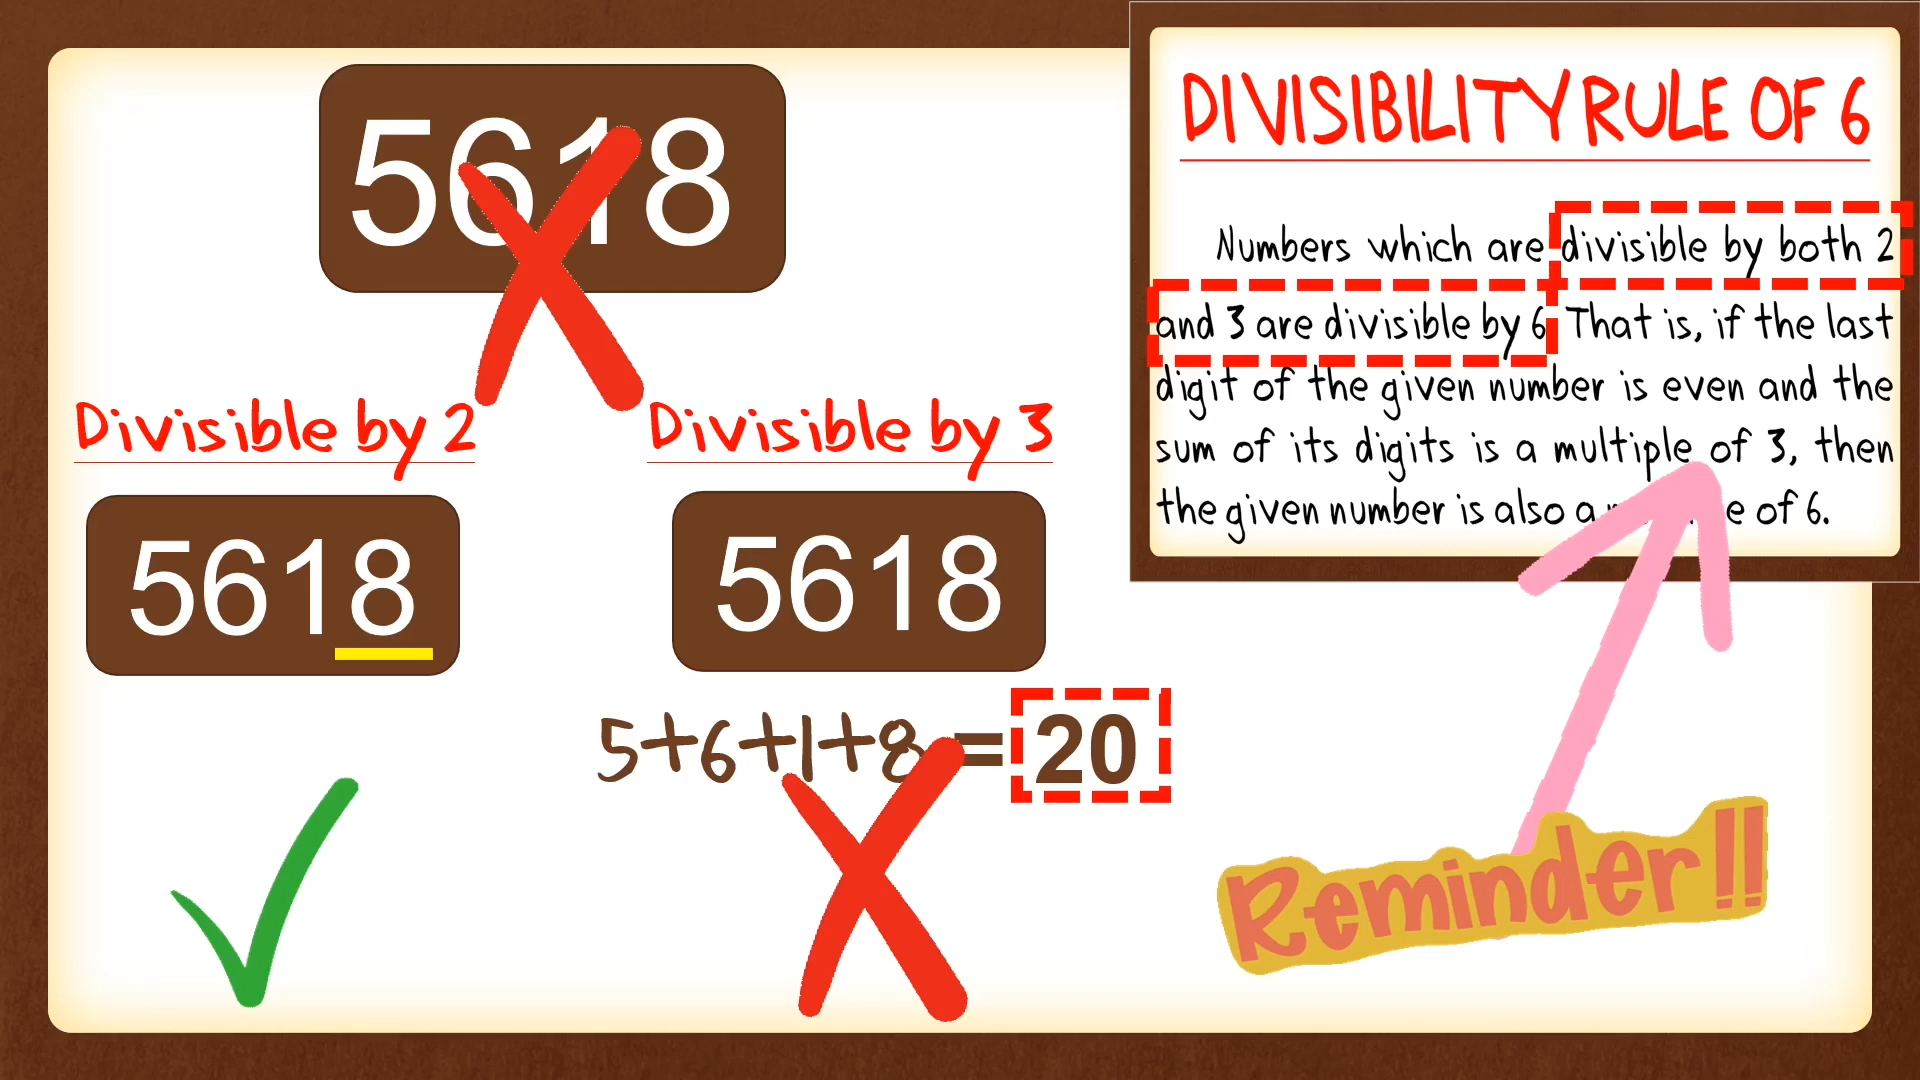 5618
Divisible by 2
5618
Divisible by 3
5618
5+6+1+8 = 20
DIVISIBILITY RULE OF 6
Numbers which are divisible by both 2
and 3 are divisible by 6 That is, if the last
digit of the given number is even and the
sum of its digits is a multiple of 3, then
the given number is also a of 6.
Reminder!!